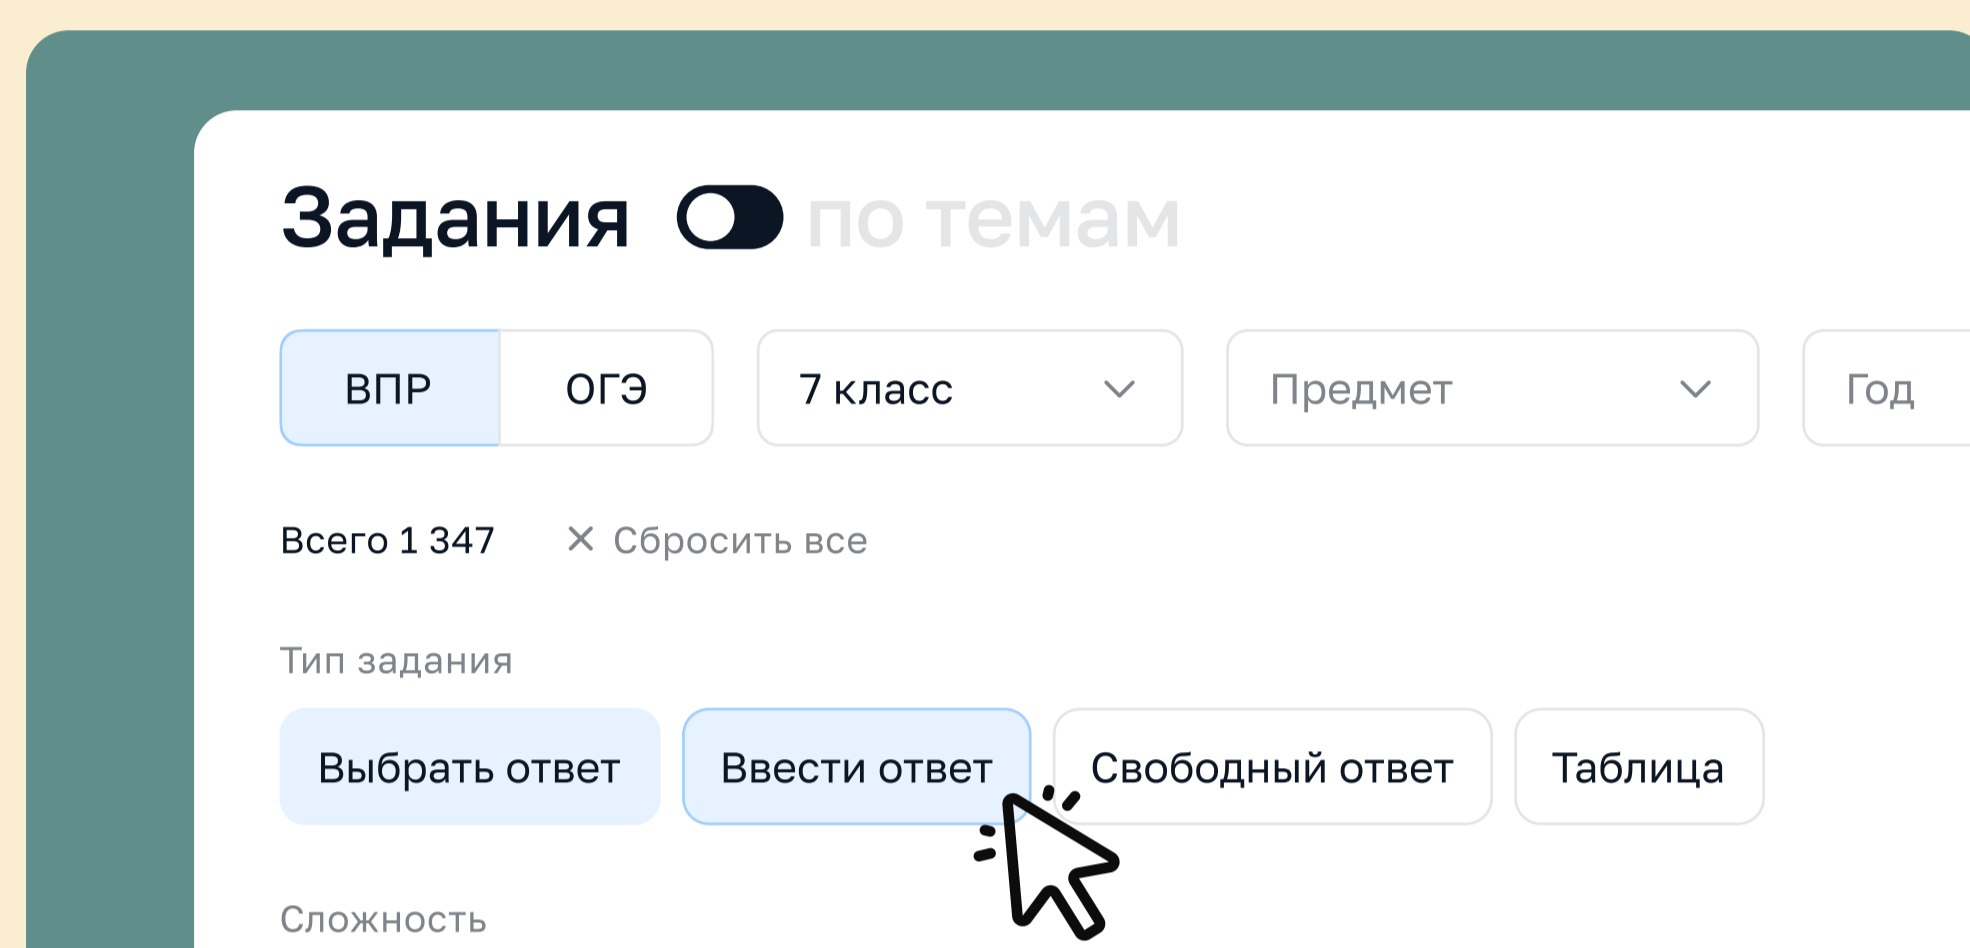 Задания по темам
ВПР ОГЭ 7 класс Предмет Год
Всего 1 347 Сбросить все
Тип задания
Выбрать ответ Ввести ответ Свободный ответ Таблица
Сложность